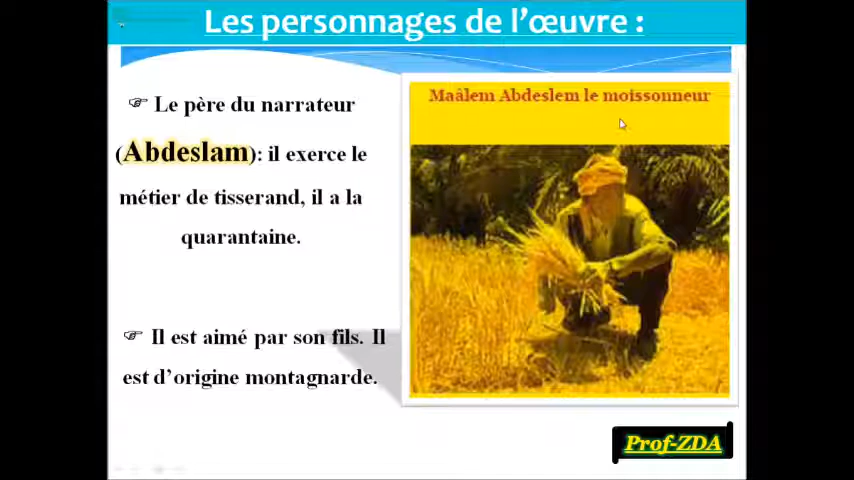 Les personnages de l'œuvre :
☞ Le père du narrateur
(Abdeslam): il exerce le
métier de tisserand, il a la
quarantaine.
☞ Il est aimé par son fils. Il
est d'origine montagnarde.
Maâlem Abdeslem le moissonneur
Prof-ZDA